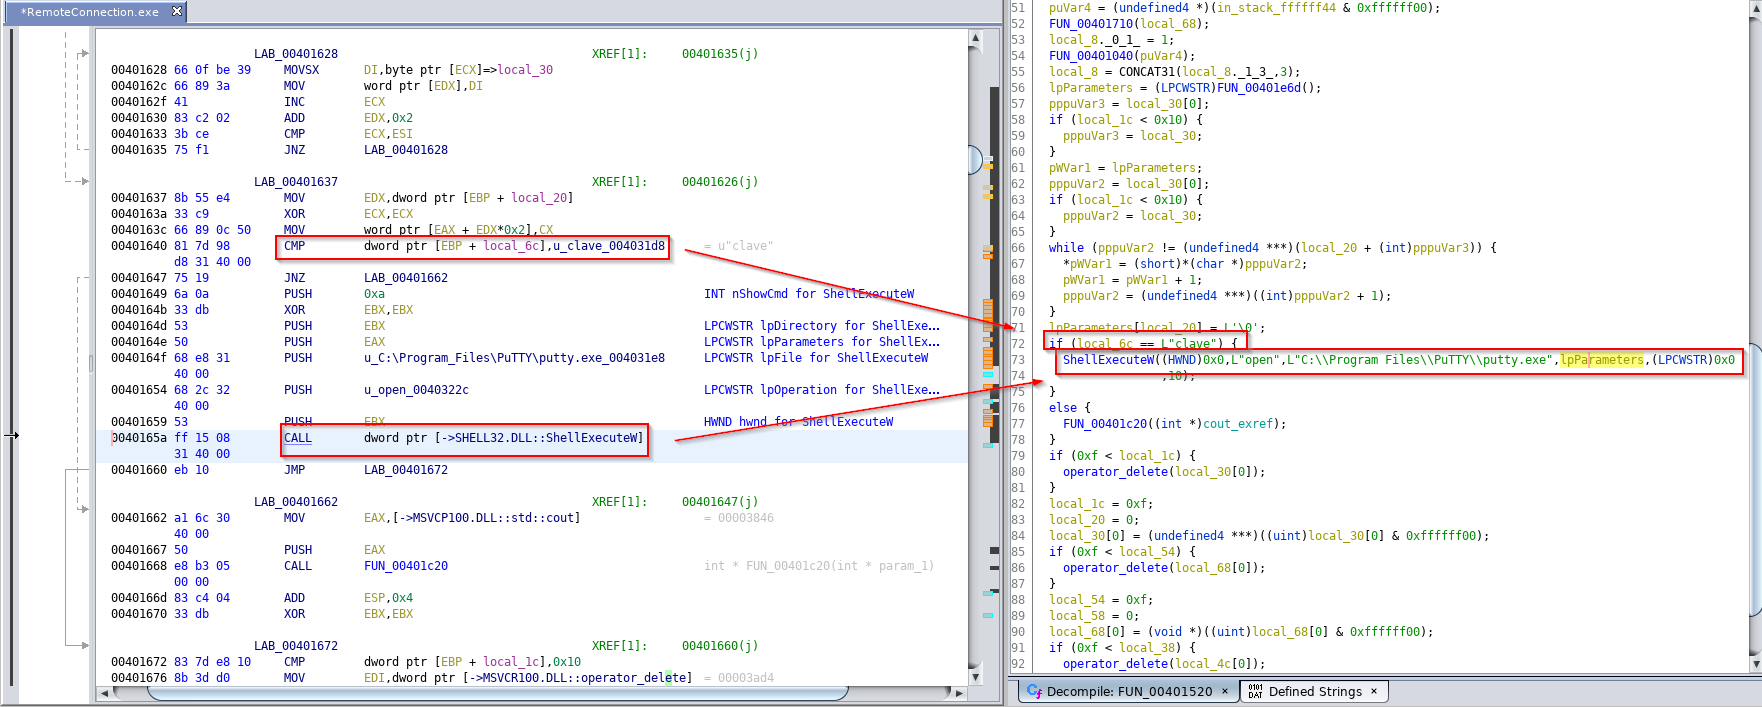 *RemoteConnection.exe
LAB_00401628 XREF[1]: 00401635(j)
00401628 66 0f be 39 MOVSX DI,byte ptr [ECX]=>local_30
0040162c 66 89 3a MOV word ptr [EDX],DI
0040162f 41 INC ECX
00401630 83 c2 02 ADD EDX,0x2
00401633 3b ce CMP ECX,ESI
00401635 75 f1 JNZ LAB_00401628
LAB_00401637 XREF[1]: 00401626(j)
00401637 8b 55 e4 MOV EDX,dword ptr [EBP + local_20]
0040163a 33 c9 XOR ECX,ECX
0040163c 66 89 0c 50 MOV word ptr [EAX + EDX*0x2],CX
00401640 81 7d 98 CMP dword ptr [EBP + local_6c],u_clave_004031d8 = u"clave"
d8 31 40 00
00401647 75 19 JNZ LAB_00401662
00401649 6a 0a PUSH 0xa INT nShowCmd for ShellExecuteW
0040164b 33 db XOR EBX,EBX
0040164d 53 PUSH EBX LPCWSTR lpDirectory for ShellExe...
0040164e 50 PUSH EAX LPCWSTR lpParameters for ShellEx...
0040164f 68 e8 31 PUSH u_C:\Program_Files\PuTTY\putty.exe_004031e8 LPCWSTR lpFile for ShellExecuteW
40 00
00401654 68 2c 32 PUSH u_open_0040322c LPCWSTR lpOperation for ShellExe...
40 00
00401659 53 PUSH EBX HWND hwnd for ShellExecuteW
0040165a ff 15 08 CALL dword ptr [->SHELL32.DLL::ShellExecuteW]
31 40 00
00401660 eb 10 JMP LAB_00401672
LAB_00401662 XREF[1]: 00401647(j)
00401662 a1 6c 30 MOV EAX,[->MSVCP100.DLL::std::cout] = 00003846
40 00
00401667 50 PUSH EAX
00401668 e8 b3 05 CALL FUN_00401c20 int * FUN_00401c20(int * param_1)
00 00
0040166d 83 c4 04 ADD ESP,0x4
00401670 33 db XOR EBX,EBX
LAB_00401672 XREF[1]: 00401660(j)
00401672 83 7d e8 10 CMP dword ptr [EBP + local_1c],0x10
00401676 8b 3d d0 MOV EDI,dword ptr [->MSVCR100.DLL::operator_delete] = 00003ad4
51 puVar4 = (undefined4 *)(in_stack_ffffff44 & 0xffffff00);
52 FUN_00401710(local_68);
53 local_8._0_1_ = 1;
54 FUN_00401040(puVar4);
55 local_8 = CONCAT31(local_8._1_3_,3);
56 lpParameters = (LPCWSTR)FUN_00401e6d();
57 pppuVar3 = local_30[0];
58 if (local_1c < 0x10) {
59 pppuVar3 = local_30;
60 }
61 pWVar1 = lpParameters;
62 pppuVar2 = local_30[0];
63 if (local_1c < 0x10) {
64 pppuVar2 = local_30;
65 }
66 while (pppuVar2 != (undefined4 ***)(local_20 + (int)pppuVar3)) {
67 *pWVar1 = (short)*(char *)pppuVar2;
68 pWVar1 = pWVar1 + 1;
69 pppuVar2 = (undefined4 ***)((int)pppuVar2 + 1);
70 }
71 lpParameters[local_20] = L'\0';
72 if (local_6c == L"clave") {
73 ShellExecuteW((HWND)0x0,L"open",L"C:\\Program Files\\PuTTY\\putty.exe",lpParameters,(LPCWSTR)0x0
74 ,10);
75 }
76 else {
77 FUN_00401c20((int *)cout_exref);
78 }
79 if (0xf < local_1c) {
80 operator_delete(local_30[0]);
81 }
82 local_1c = 0xf;
83 local_20 = 0;
84 local_30[0] = (undefined4 ***)((uint)local_30[0] & 0xffffff00);
85 if (0xf < local_54) {
86 operator_delete(local_68[0]);
87 }
88 local_54 = 0xf;
89 local_58 = 0;
90 local_68[0] = (void *)((uint)local_68[0] & 0xffffff00);
91 if (0xf < local_38) {
92 operator_delete(local_4c[0]);
Decompile: FUN_00401520 ×
0101 DAT Defined Strings ×